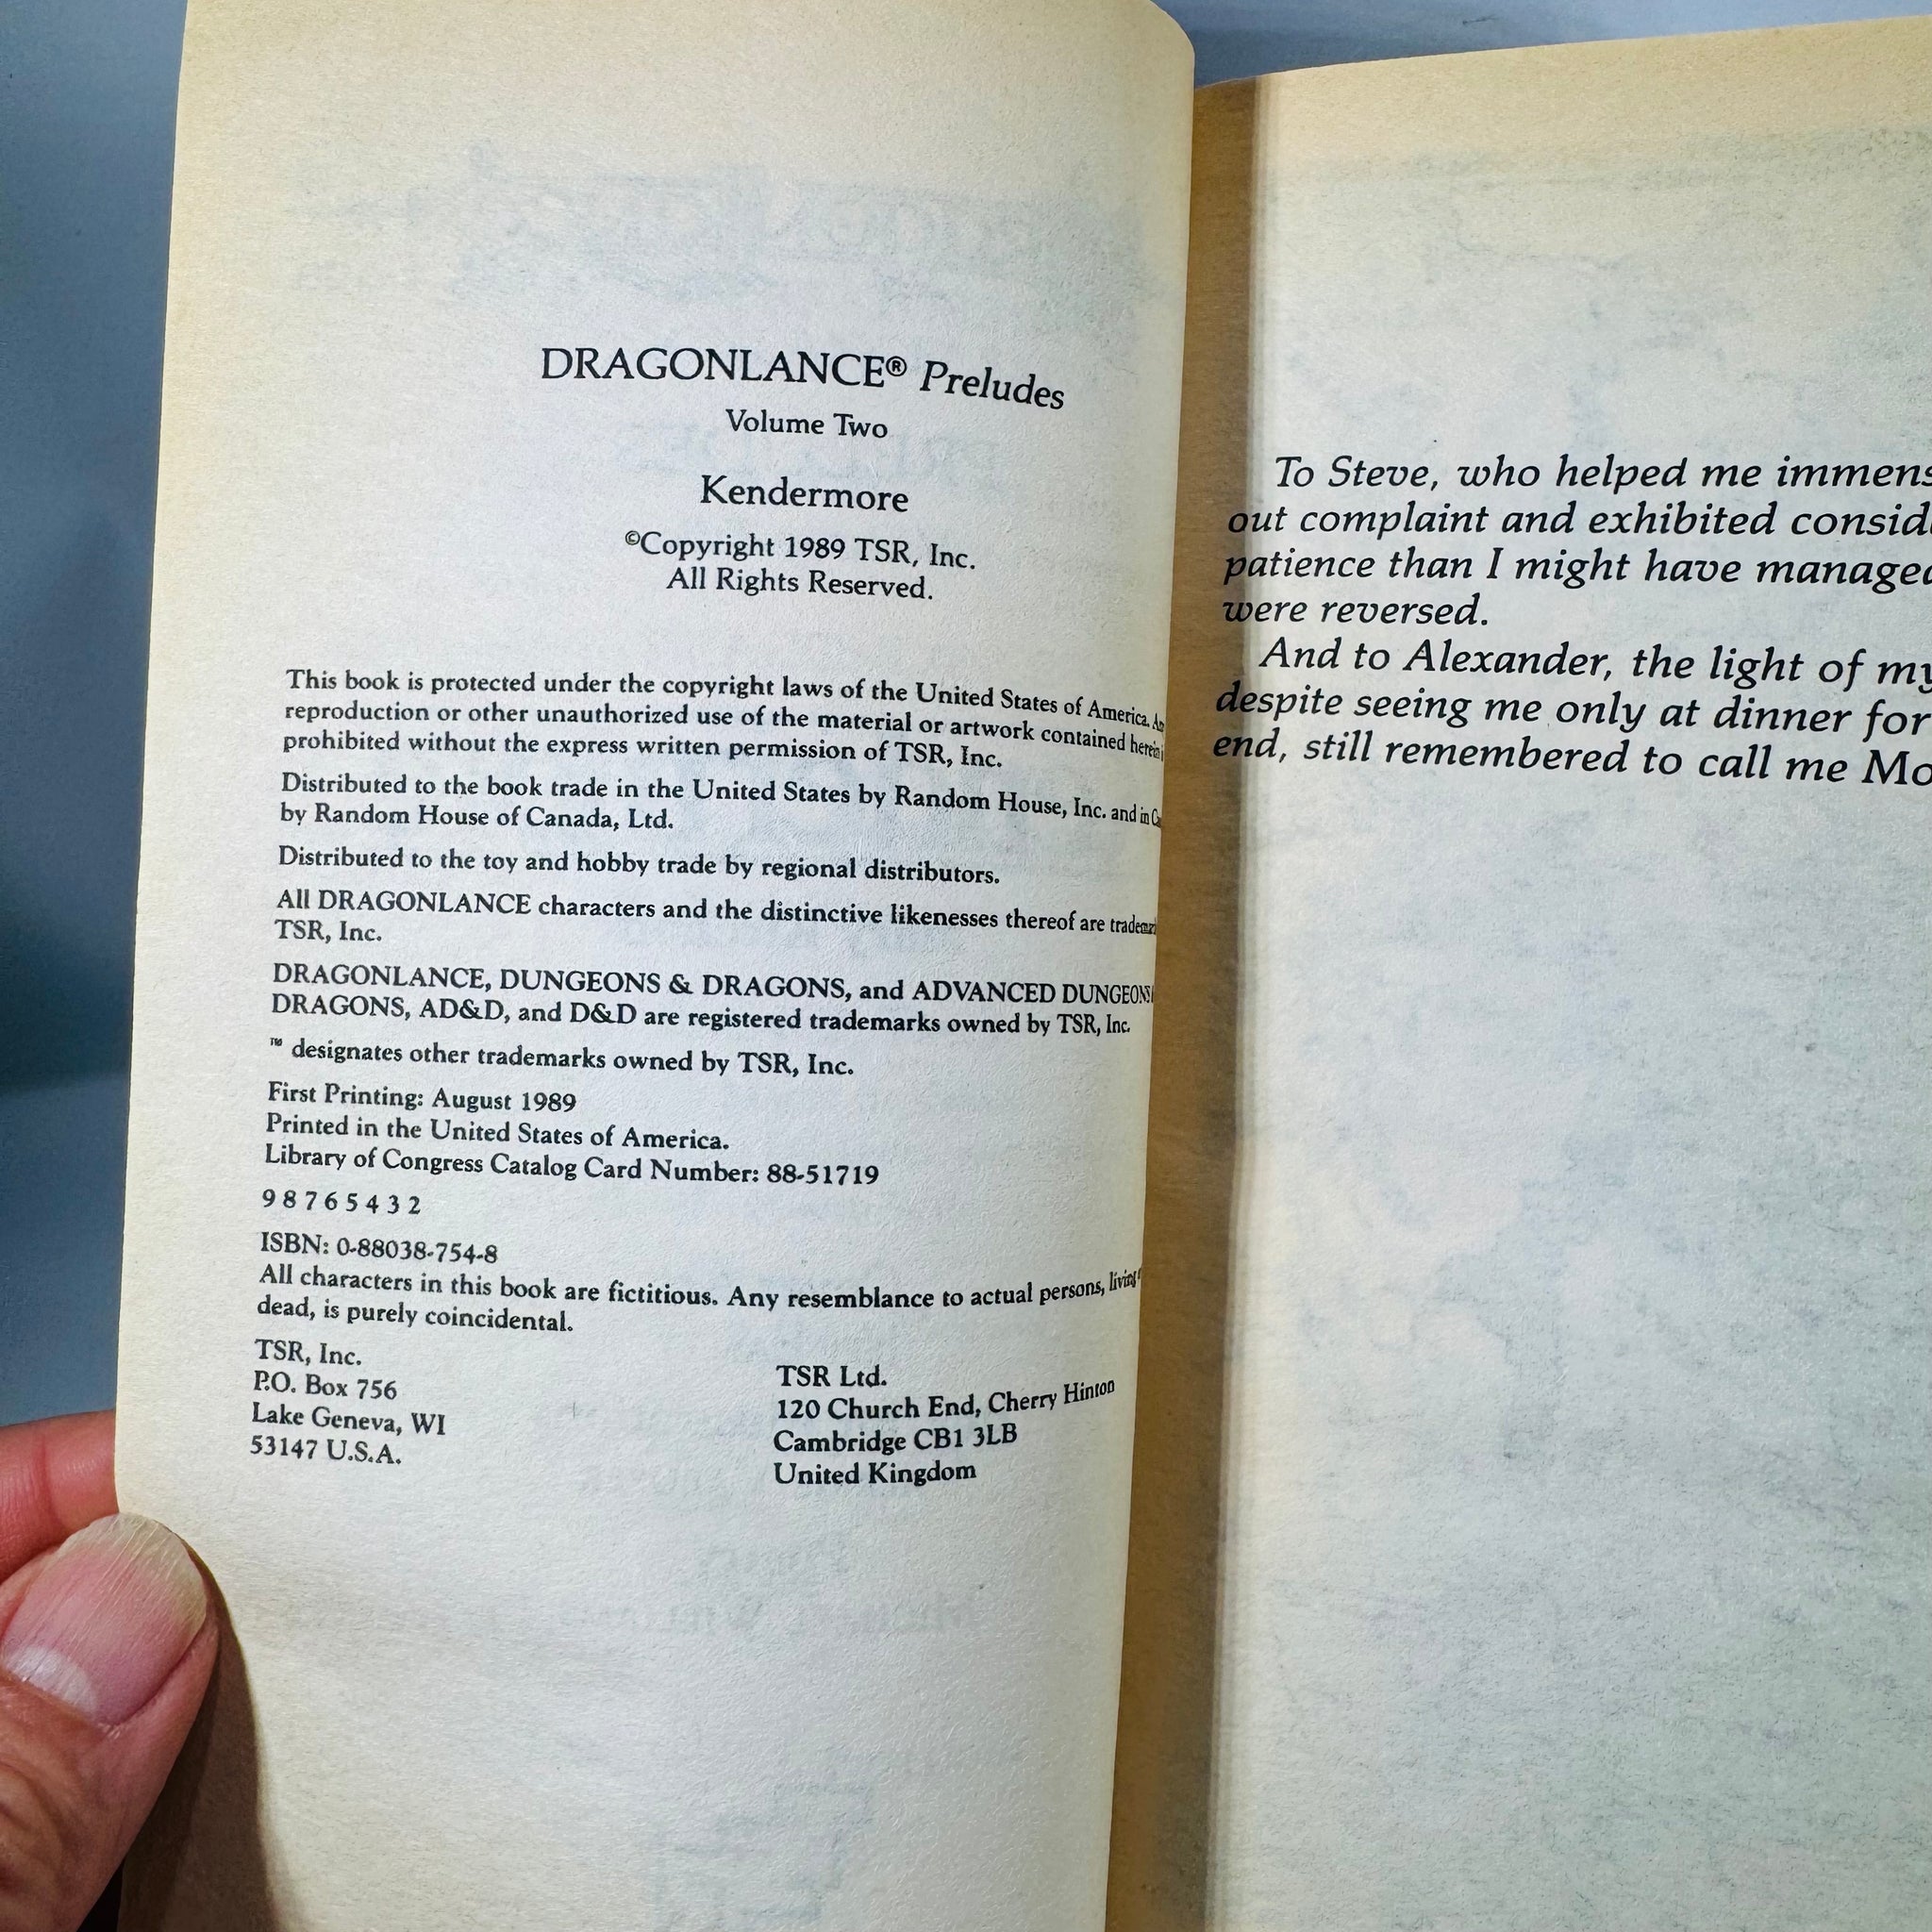 DRAGONLANCE® Preludes
Volume Two
Kendermore
©Copyright 1989 TSR, Inc.
All Rights Reserved.
This book is protected under the copyright laws of the United States of America.
reproduction or other unauthorized use of the material or artwork contained herein
prohibited without the express written permission of TSR, Inc.
Distributed to the book trade in the United States by Random House, Inc. and in
by Random House of Canada, Ltd.
Distributed to the toy and hobby trade by regional distributors.
All DRAGONLANCE characters and the distinctive likenesses thereof are
TSR, Inc.
DRAGONLANCE, DUNGEONS & DRAGONS, and ADVANCED DUNGEONS
DRAGONS, AD&D, and D&D are registered trademarks owned by TSR, Inc.
™ designates other trademarks owned by TSR, Inc.
First Printing: August 1989
Printed in the United States of America.
Library of Congress Catalog Card Number: 88-51719
9 8 7 6 5 4 3 2
ISBN: 0-88038-754-8
All characters in this book are fictitious. Any resemblance to actual persons, living
dead, is purely coincidental.
TSR, Inc.
P.O. Box 756
Lake Geneva, WI
53147 U.S.A.
TSR Ltd.
120 Church End, Cherry Hinton
Cambridge CB1 3LB
United Kingdom
To Steve, who helped me
out complaint and exhibited
patience than I might have
were reversed.
And to Alexander, the light of my
despite seeing me only at dinner for
end, still remembered to call me